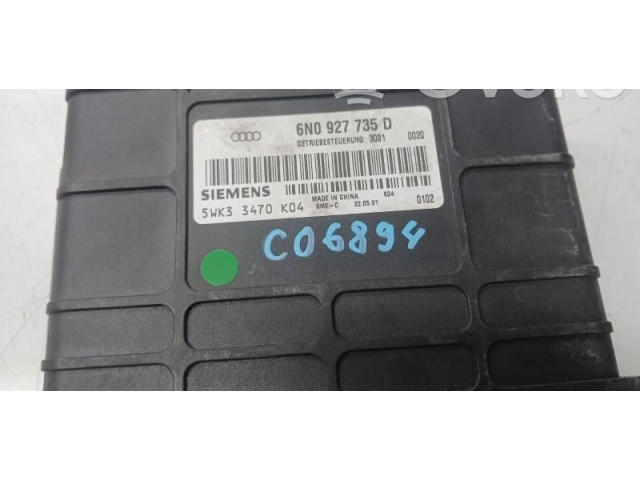 6N0 927 735 D
GETRIEBESTEUERUNG 3081 0020
SIEMENS
MADE IN CHINA K04
5WK3 3470 K04 SME-C 22.05.01 0102
C06894